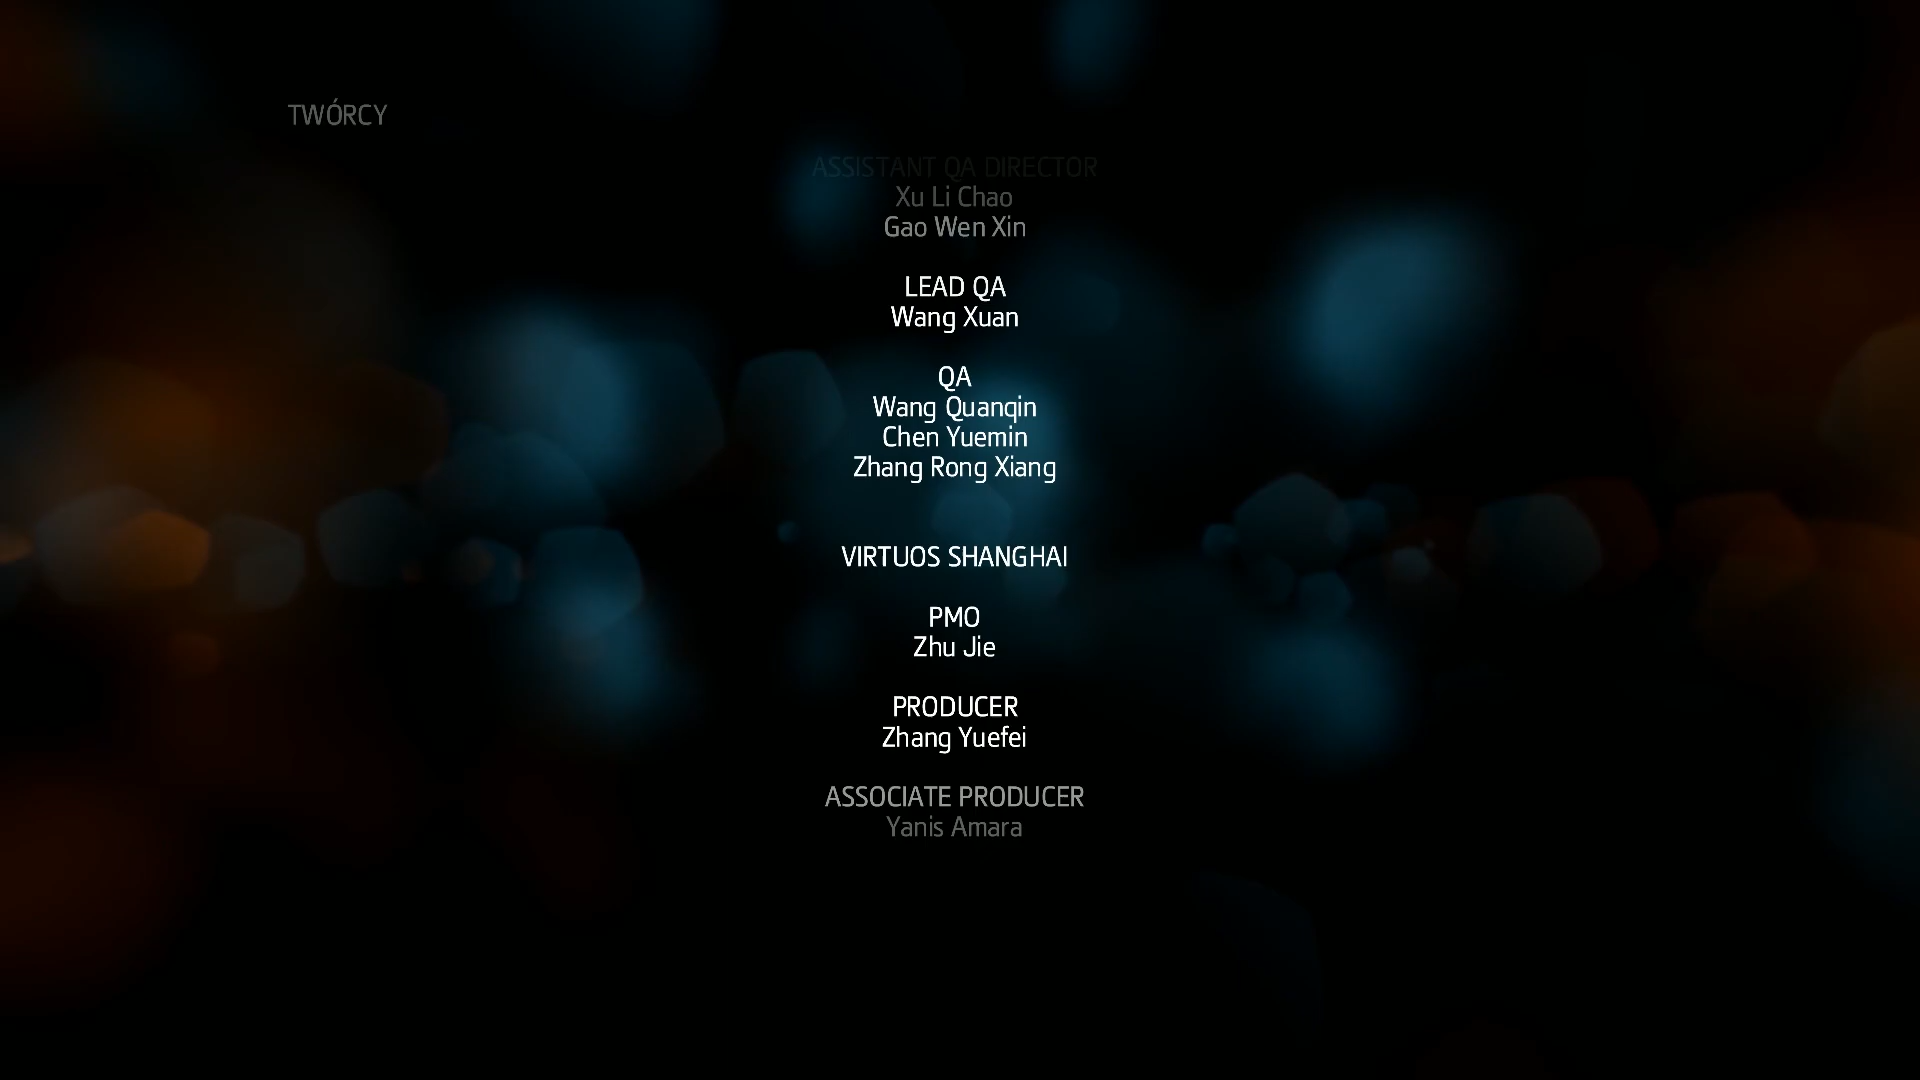 TWÓRCY
ASSISTANT QA DIRECTOR
Xu Li Chao
Gao Wen Xin
LEAD QA
Wang Xuan
QA
Wang Quanqin
Chen Yuemin
Zhang Rong Xiang
VIRTUOS SHANGHAI
PMO
Zhu Jie
PRODUCER
Zhang Yuefei
ASSOCIATE PRODUCER
Yanis Amara